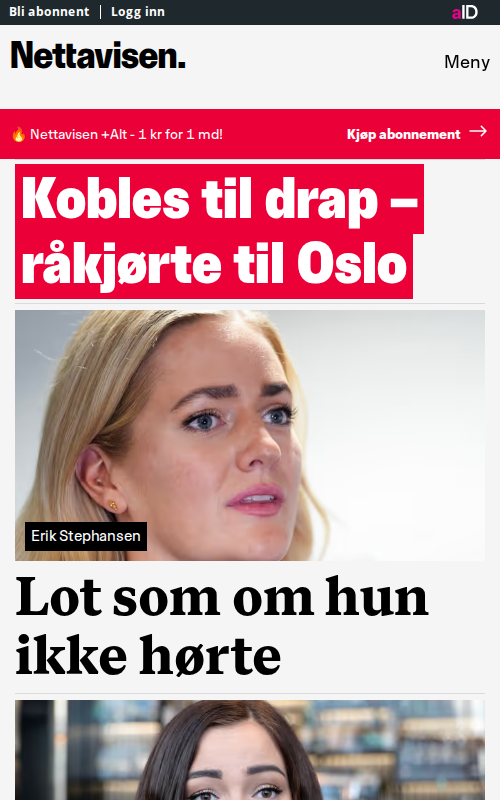 Bli abonnent | Logg inn
aID
Nettavisen.
Meny
🔥 Nettavisen +Alt - 1 kr for 1 md!
Kjøp abonnement →
Kobles til drap –
råkjørte til Oslo
Erik Stephansen
Lot som om hun
ikke hørte